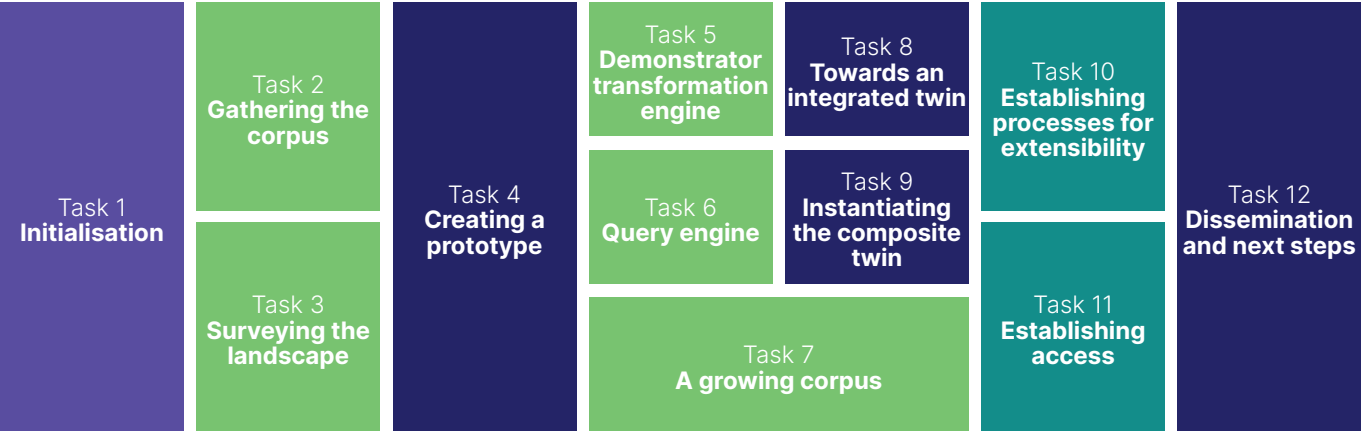 Task 1
Initialisation
Task 2
Gathering the
corpus
Task 3
Surveying the
landscape
Task 4
Creating a
prototype
Task 5
Demonstrator
transformation
engine
Task 6
Query engine
Task 7
A growing corpus
Task 8
Towards an
integrated twin
Task 9
Instantiating
the composite
twin
Task 10
Establishing
processes for
extensibility
Task 11
Establishing
access
Task 12
Dissemination
and next steps